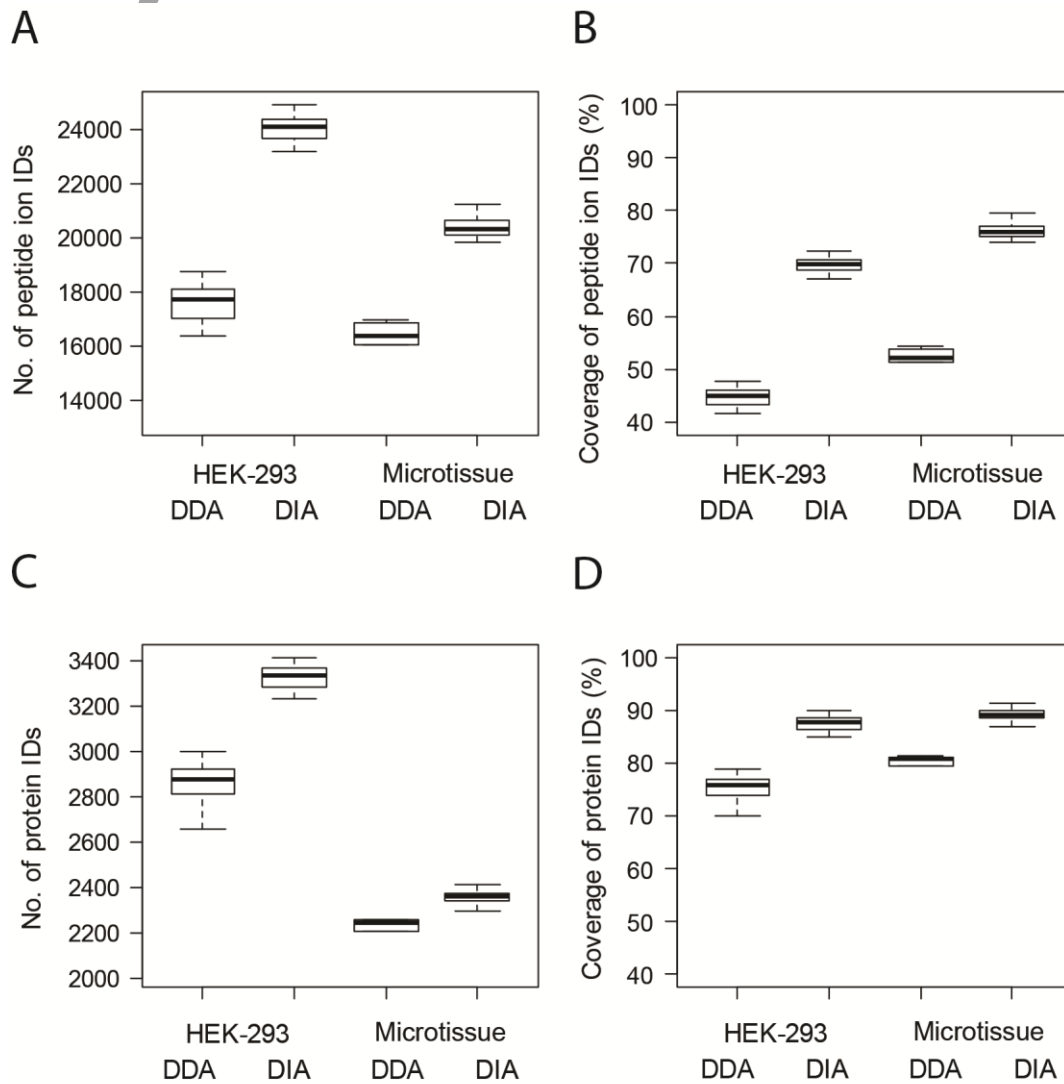 A
No. of peptide ion IDs
24000
22000
20000
18000
16000
14000
HEK-293 Microtissue
DDA DIA DDA DIA
B
Coverage of peptide ion IDs (%)
100
90
80
70
60
50
40
HEK-293 Microtissue
DDA DIA DDA DIA
C
No. of protein IDs
3400
3200
3000
2800
2600
2400
2200
2000
HEK-293 Microtissue
DDA DIA DDA DIA
D
Coverage of protein IDs (%)
100
90
80
70
60
50
40
HEK-293 Microtissue
DDA DIA DDA DIA